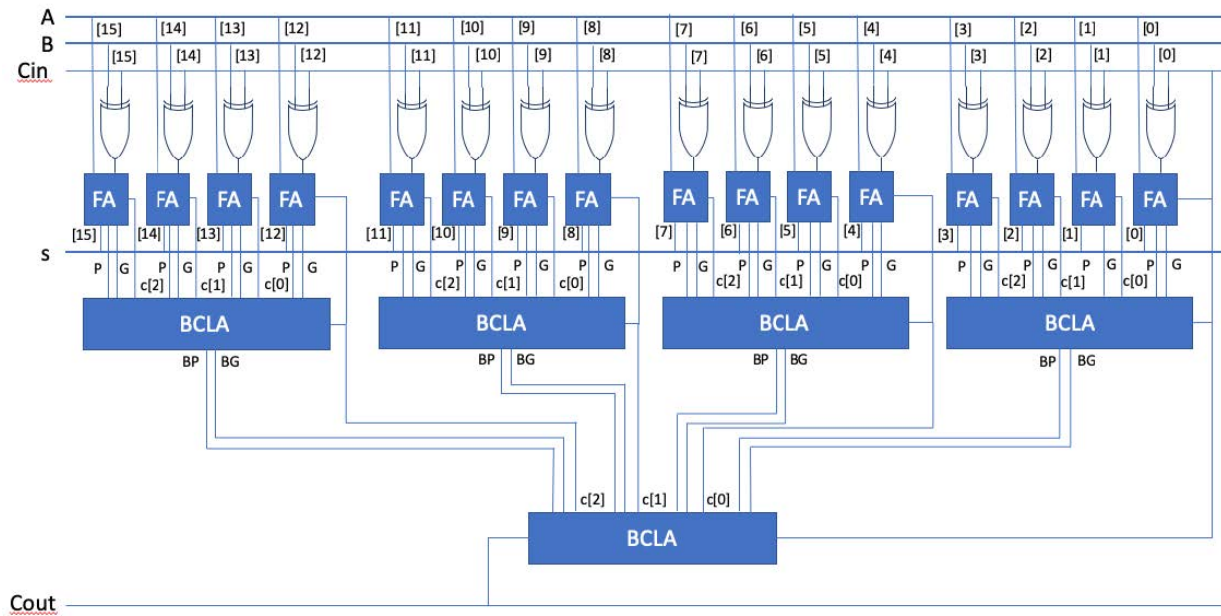 A
[15] [14] [13] [12] [11] [10] [9] [8] [7] [6] [5] [4] [3] [2] [1] [0]
B
[15] [14] [13] [12] [11] [10] [9] [8] [7] [6] [5] [4] [3] [2] [1] [0]
Cin
FA FA FA FA FA FA FA FA FA FA FA FA FA FA FA FA
[15] [14] [13] [12] [11] [10] [9] [8] [7] [6] [5] [4] [3] [2] [1] [0]
s
P G P G P G P G P G P G P G P G P G P G P G P G P G P G P G P G
c[2] c[1] c[0] c[2] c[1] c[0] c[2] c[1] c[0] c[2] c[1] c[0]
BCLA BCLA BCLA BCLA
BP BG BP BG BP BG BP BG
c[2] c[1] c[0]
BCLA
Cout